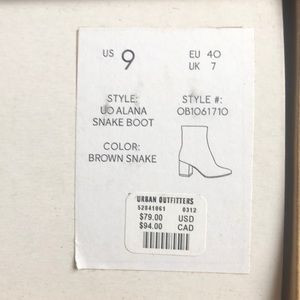 US 9
EU 40
UK 7
STYLE:
UO ALANA
SNAKE BOOT
STYLE #:
OB1061710
COLOR:
BROWN SNAKE
URBAN OUTFITTERS
52841061 0312
$79.00 USD
$94.00 CAD